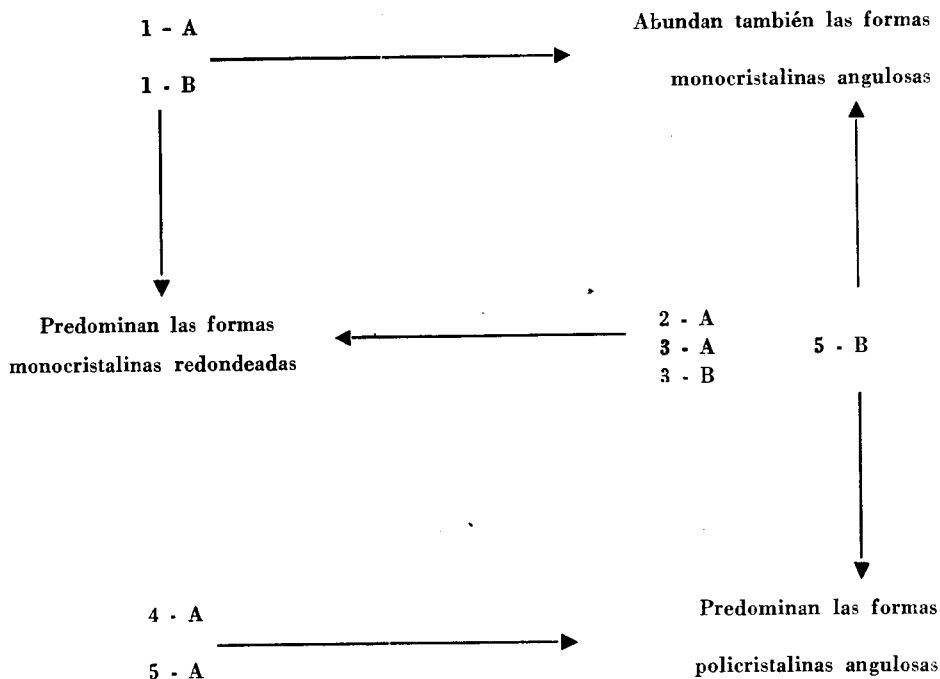 1 - A
1 - B
Abundan también las formas
monocristalinas angulosas
Predominan las formas
monocristalinas redondeadas
2 - A
3 - A
3 - B
5 - B
4 - A
5 - A
Predominan las formas
policristalinas angulosas